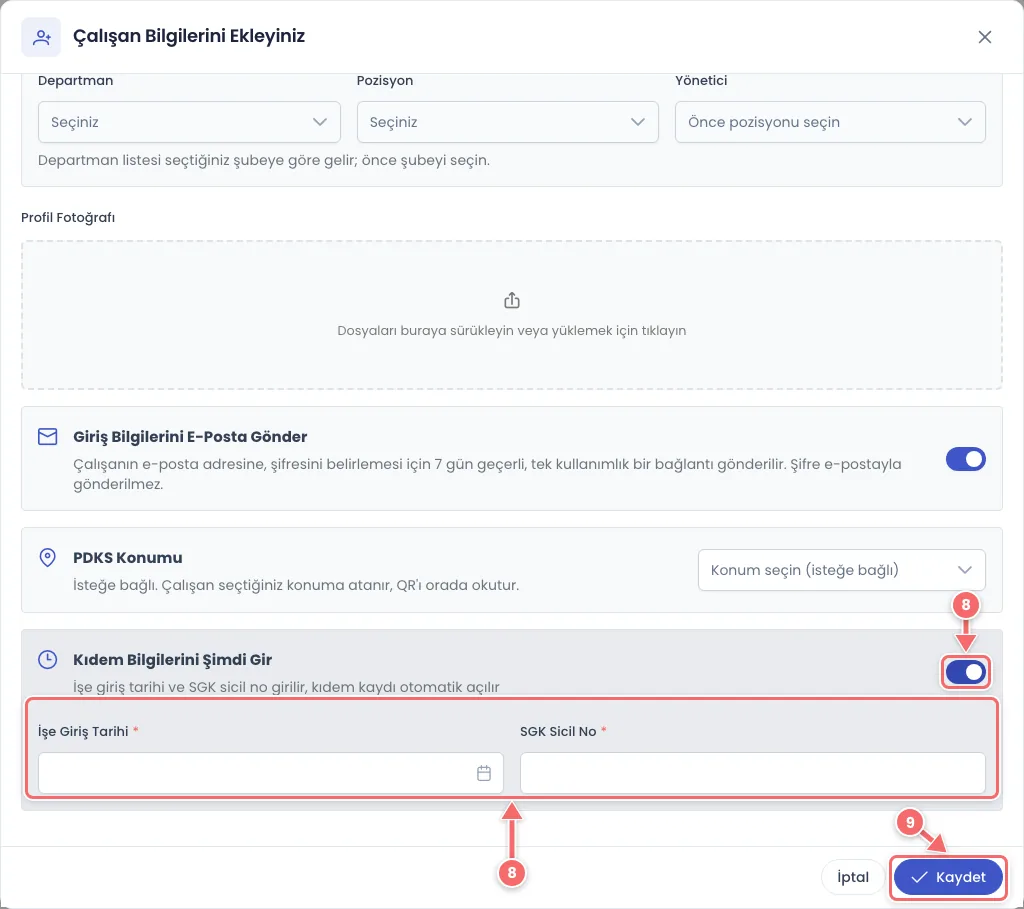 Çalışan Bilgilerini Ekleyiniz
Departman
Pozisyon
Yönetici
Seçiniz
Seçiniz
Önce pozisyonu seçin
Departman listesi seçtiğiniz şubeye göre gelir; önce şubeyi seçin.
Profil Fotoğrafı
Dosyaları buraya sürükleyin veya yüklemek için tıklayın
Giriş Bilgilerini E-Posta Gönder
Çalışanın e-posta adresine, şifresini belirlemesi için 7 gün geçerli, tek kullanımlık bir bağlantı gönderilir. Şifre e-postayla
gönderilmez.
PDKS Konumu
İsteğe bağlı. Çalışan seçtiğiniz konuma atanır, QR'ı orada okutur.
Konum seçin (isteğe bağlı)
8
Kıdem Bilgilerini Şimdi Gir
İşe giriş tarihi ve SGK sicil no girilir, kıdem kaydı otomatik açılır
İşe Giriş Tarihi *
SGK Sicil No *
8
9
İptal
Kaydet